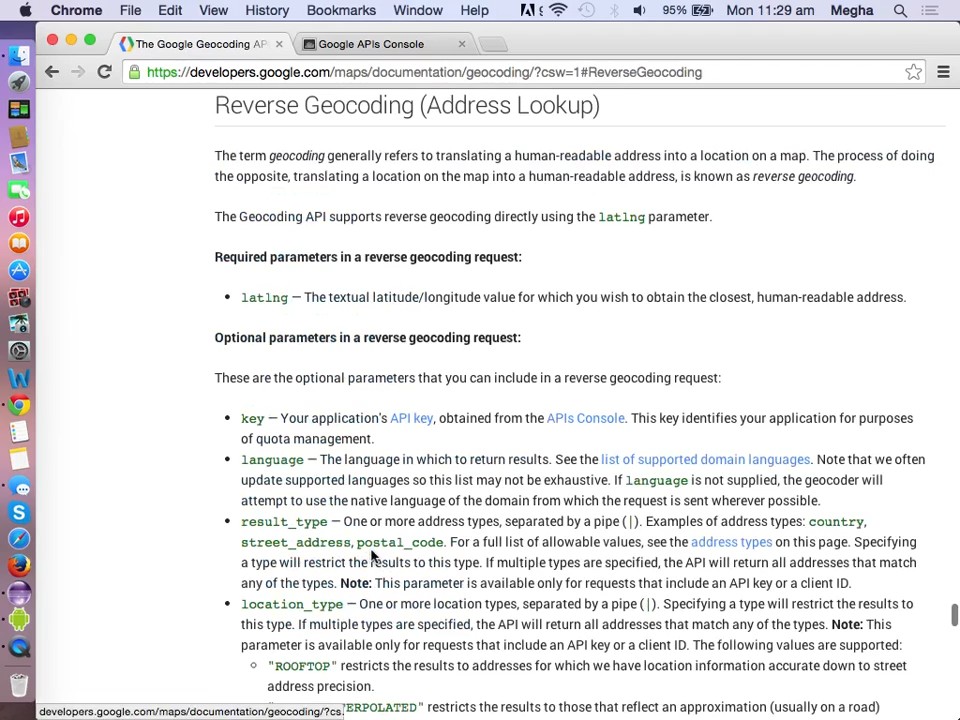 Chrome File Edit View History Bookmarks Window Help 95% Mon 11:29 am Megha
The Google Geocoding AP
Google APIs Console
https://developers.google.com/maps/documentation/geocoding/?csw=1#ReverseGeocoding
Reverse Geocoding (Address Lookup)
The term geocoding generally refers to translating a human-readable address into a location on a map. The process of doing
the opposite, translating a location on the map into a human-readable address, is known as reverse geocoding.
The Geocoding API supports reverse geocoding directly using the latlng parameter.
Required parameters in a reverse geocoding request:
• latlng — The textual latitude/longitude value for which you wish to obtain the closest, human-readable address.
Optional parameters in a reverse geocoding request:
These are the optional parameters that you can include in a reverse geocoding request:
• key — Your application's API key, obtained from the APIs Console. This key identifies your application for purposes
of quota management.
• language — The language in which to return results. See the list of supported domain languages. Note that we often
update supported languages so this list may not be exhaustive. If language is not supplied, the geocoder will
attempt to use the native language of the domain from which the request is sent wherever possible.
• result_type — One or more address types, separated by a pipe (|). Examples of address types: country,
street_address, postal_code. For a full list of allowable values, see the address types on this page. Specifying
a type will restrict the results to this type. If multiple types are specified, the API will return all addresses that match
any of the types. Note: This parameter is available only for requests that include an API key or a client ID.
• location_type — One or more location types, separated by a pipe (|). Specifying a type will restrict the results to
this type. If multiple types are specified, the API will return all addresses that match any of the types. Note: This
parameter is available only for requests that include an API key or a client ID. The following values are supported:
◦ "ROOFTOP" restricts the results to addresses for which we have location information accurate down to street
address precision.
ERPOLATED" restricts the results to those that reflect an approximation (usually on a road)
developers.google.com/maps/documentation/geocoding/?cs